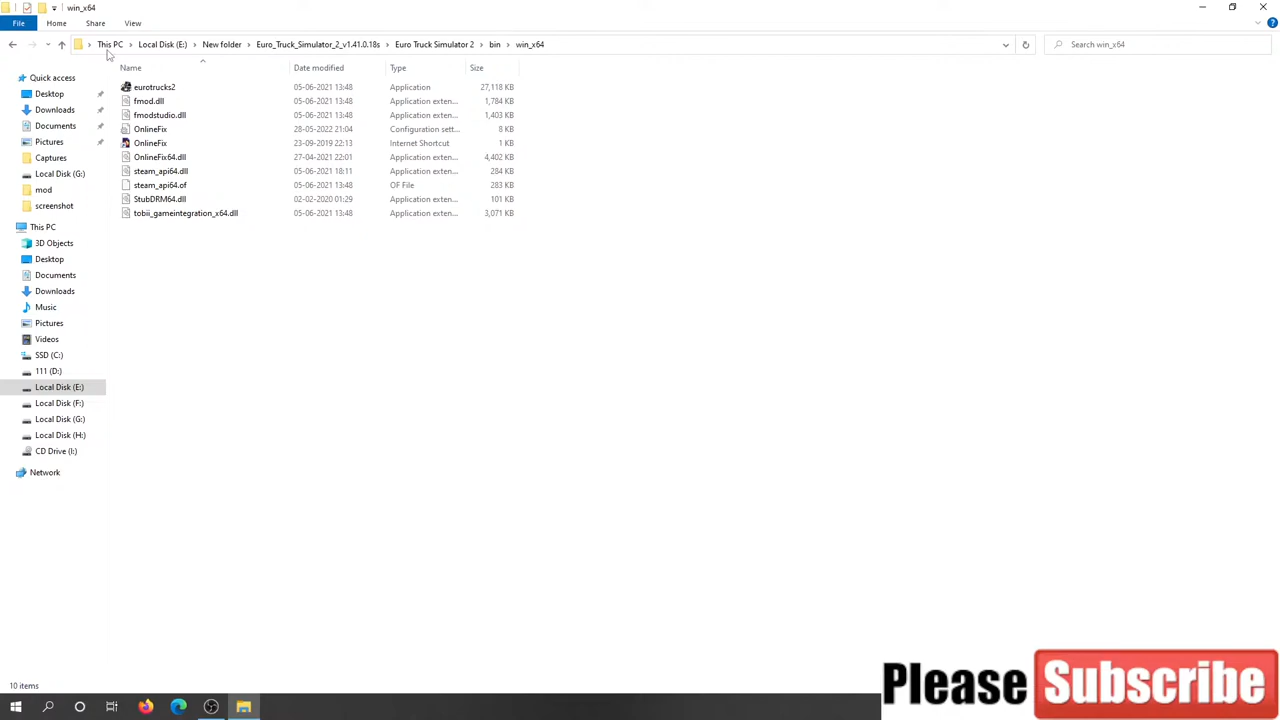 win_x64
File Home Share View
This PC Local Disk (E:) New folder Euro_Truck_Simulator_2_v1.41.0.18s Euro Truck Simulator 2 bin win_x64 Search win_x64
Name Date modified Type Size
Quick access
Desktop
Downloads
Documents
Pictures
Captures
Local Disk (G:)
mod
screenshot
This PC
3D Objects
Desktop
Documents
Downloads
Music
Pictures
Videos
SSD (C:)
111 (D:)
Local Disk (E:)
Local Disk (F:)
Local Disk (G:)
Local Disk (H:)
CD Drive (I:)
Network
eurotrucks2 05-06-2021 13:48 Application 27,118 KB
fmod.dll 05-06-2021 13:48 Application exten... 1,784 KB
fmodstudio.dll 05-06-2021 13:48 Application exten... 1,403 KB
OnlineFix 28-05-2022 21:04 Configuration sett... 8 KB
OnlineFix 23-09-2019 22:13 Internet Shortcut 1 KB
OnlineFix64.dll 27-04-2021 22:01 Application exten... 4,402 KB
steam_api64.dll 05-06-2021 18:11 Application exten... 284 KB
steam_api64.of 05-06-2021 13:48 OF File 283 KB
StubDRM64.dll 02-02-2020 01:29 Application exten... 101 KB
tobii_gameintegration_x64.dll 05-06-2021 13:48 Application exten... 3,071 KB
10 items
Please Subscribe